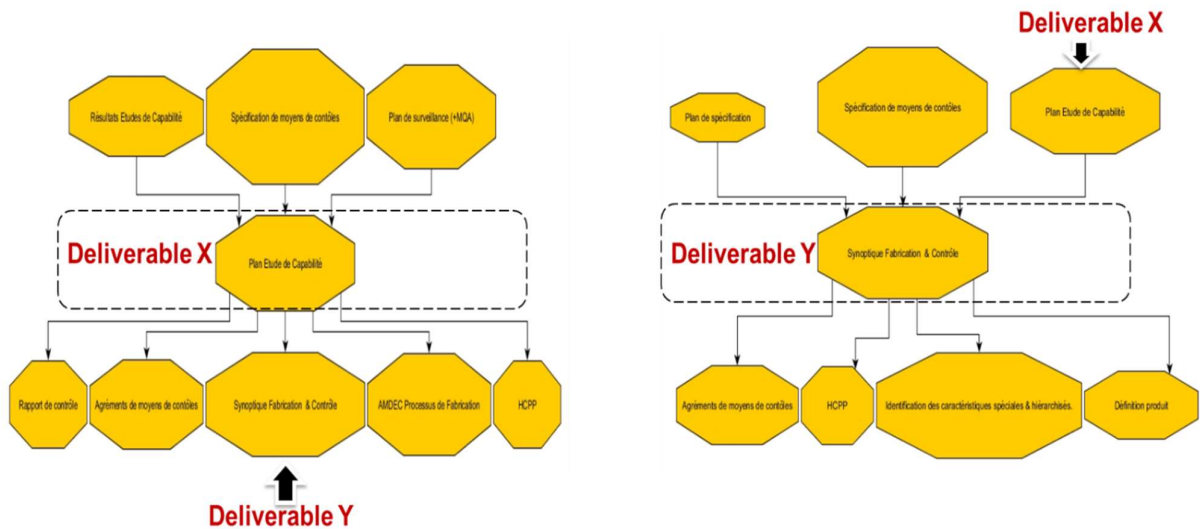 Résultats Etudes de Capabilité
Spécification de moyens de contôles
Plan de surveillance (+MQA)
Deliverable X
Plan Etude de Capabilité
Rapport de contrôle
Agréments de moyens de contôles
Synoptique Fabrication & Contrôle
AMDEC Processus de Fabrication
HCPP
Deliverable Y
Deliverable X
Plan de spécification
Spécification de moyens de contôles
Plan Etude de Capabilité
Deliverable Y
Synoptique Fabrication & Contrôle
Agréments de moyens de contôles
HCPP
Identification des caractéristiques spéciales & hiérarchisés.
Définition produit